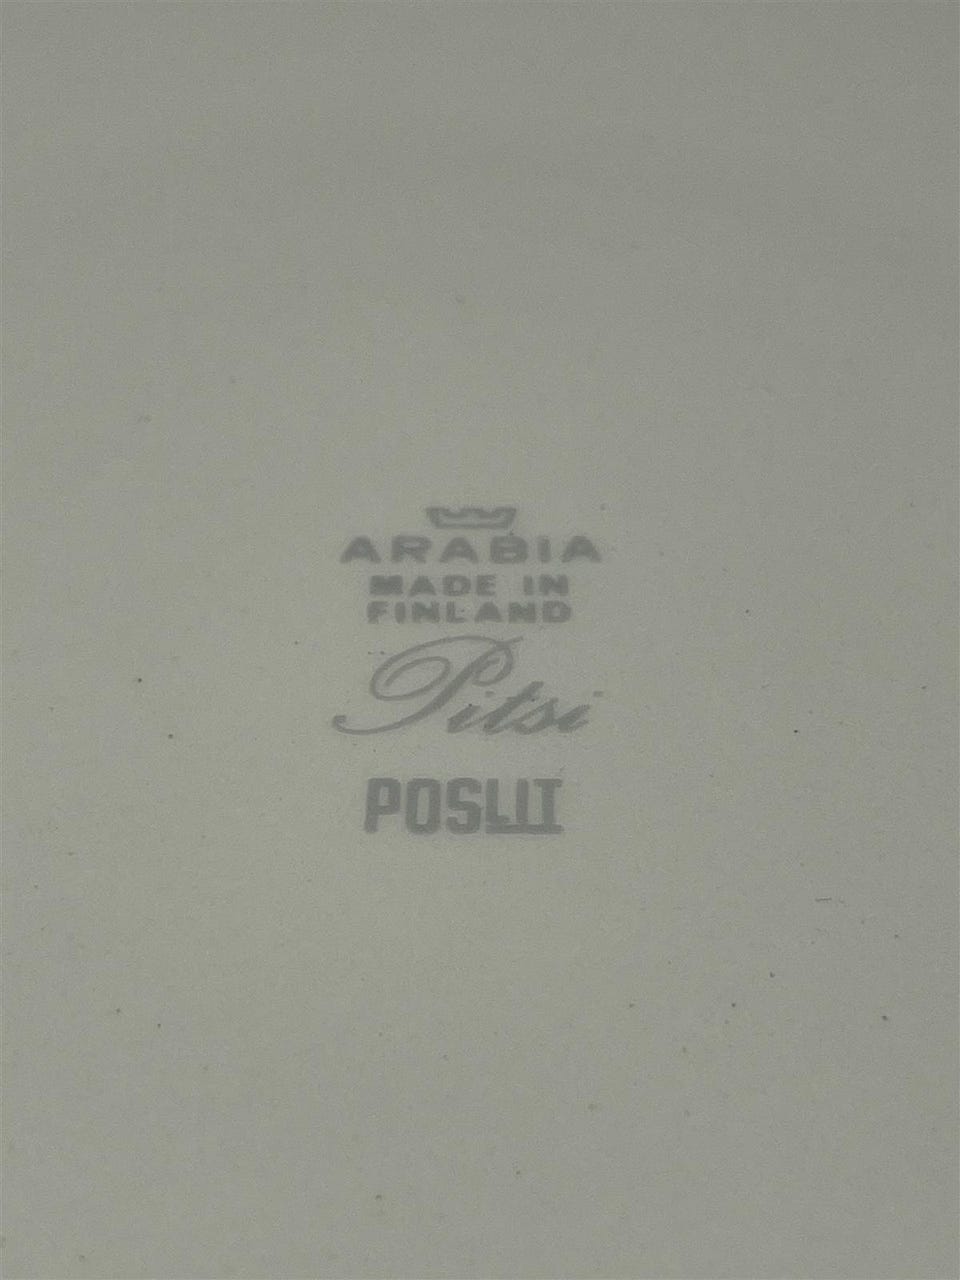 ARABIA
MADE IN
FINLAND
Pitsi
POSLIT